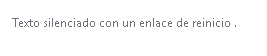 Texto silenciado con un enlace de reinicio .